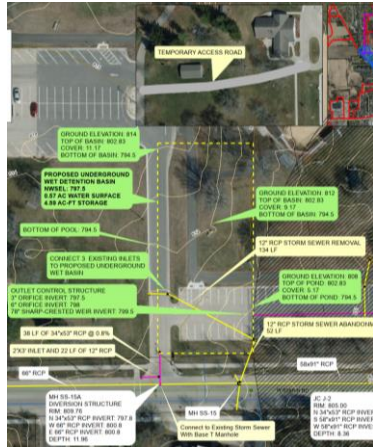 TEMPORARY ACCESS ROAD
GROUND ELEVATION: 814
TOP OF BASIN: 802.83
COVER: 11.17
BOTTOM OF BASIN: 794.5
PROPOSED UNDERGROUND
WET DETENTION BASIN
NWSEL: 797.5
0.57 AC WATER SURFACE
4.59 AC-FT STORAGE
GROUND ELEVATION: 812
TOP OF BASIN: 802.83
COVER: 9.17
BOTTOM OF BASIN: 794.5
BOTTOM OF POOL: 794.5
12" RCP STORM SEWER REMOVAL
134 LF
CONNECT 3 EXISTING INLETS
TO PROPOSED UNDERGROUND
WET BASIN
GROUND ELEVATION: 808
TOP OF POND: 802.83
COVER 5.17
BOTTOM OF POND: 794.5
OUTLET CONTROL STRUCTURE
3" ORIFICE INVERT: 797.5
6" ORIFICE INVERT: 798
78" SHARP-CRESTED WEIR INVERT: 799.5
12" RCP STORM SEWER ABANDON
52 LF
38 LF OF 34"x53" RCP @ 0.8%
2'X3' INLET AND 22 LF OF 12" RCP
66" RCP
58x91" RCP
MH SS-15A
DIVERSION STRUCTURE
RIM: 809.76
N 34"x53" RCP INVERT: 797.8
W 66" RCP INVERT: 800.8
E 66" RCP INVERT: 800.8
DEPTH: 11.96
MH SS-15
Connect to Existing Storm Sewer
With Base T Manhole
JC J-2
RIM: 805.00
N 34"x53" RCP INV
S 58"x91" RCP INVE
W 58"x91" RCP INV
DEPTH: 8.36